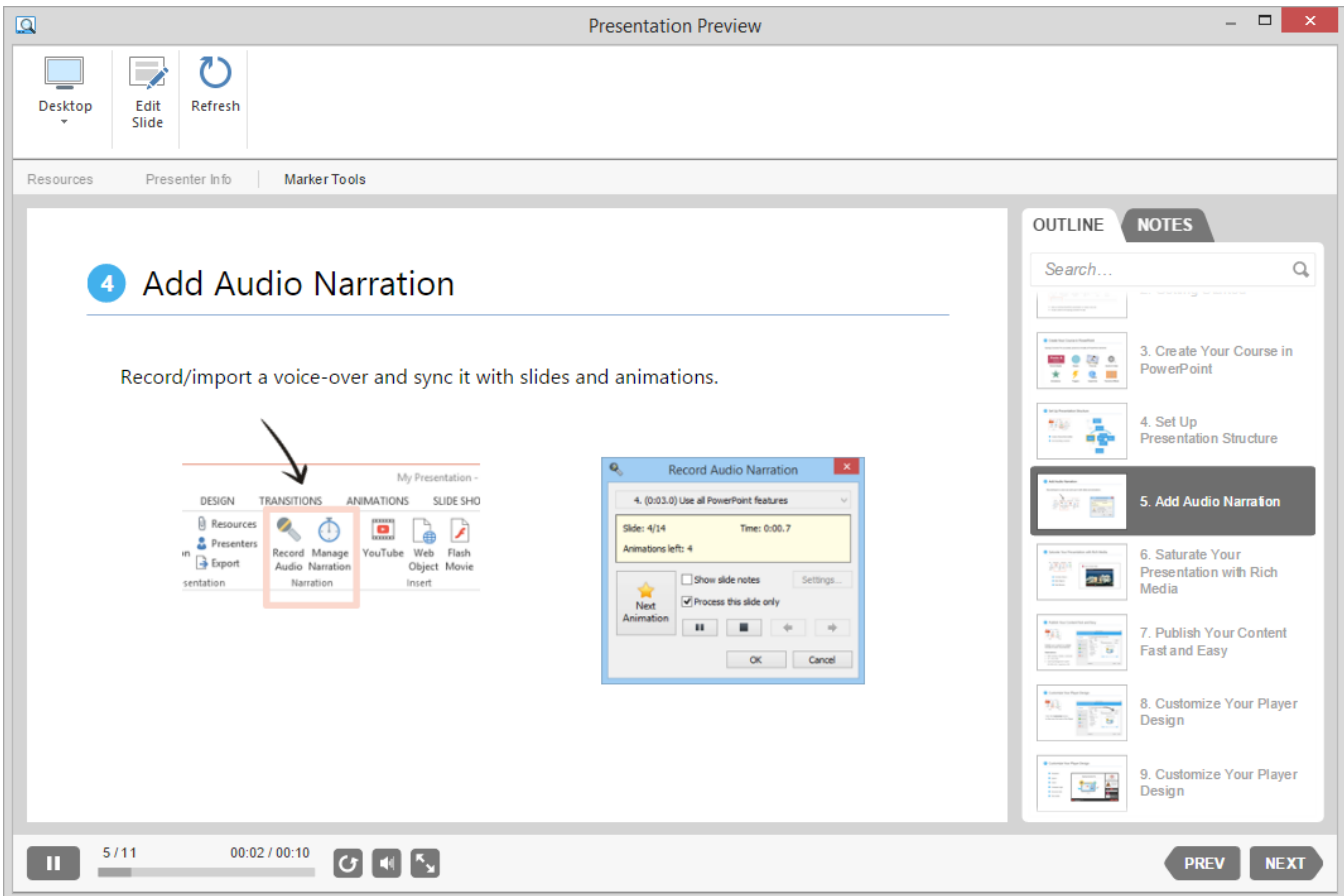 Presentation Preview
Desktop
Edit
Slide
Refresh
Resources
Presenter Info
Marker Tools
4 Add Audio Narration
Record/import a voice-over and sync it with slides and animations.
My Presentation -
DESIGN TRANSITIONS ANIMATIONS SLIDE SHO
Resources
Presenters
Export
Record Audio
Manage Narration
YouTube
Web Object
Flash Movie
sentation
Narration
Insert
Record Audio Narration
4. (0:03.0) Use all PowerPoint features
Slide: 4/14 Time: 0:00.7
Animations left: 4
Next
Animation
Show slide notes
Settings...
Process this slide only
OK
Cancel
OUTLINE
NOTES
Search...
3. Create Your Course in
PowerPoint
4. Set Up
Presentation Structure
5. Add Audio Narration
6. Saturate Your
Presentation with Rich
Media
7. Publish Your Content
Fast and Easy
8. Customize Your Player
Design
9. Customize Your Player
Design
5 / 11
00:02 / 00:10
PREV
NEXT